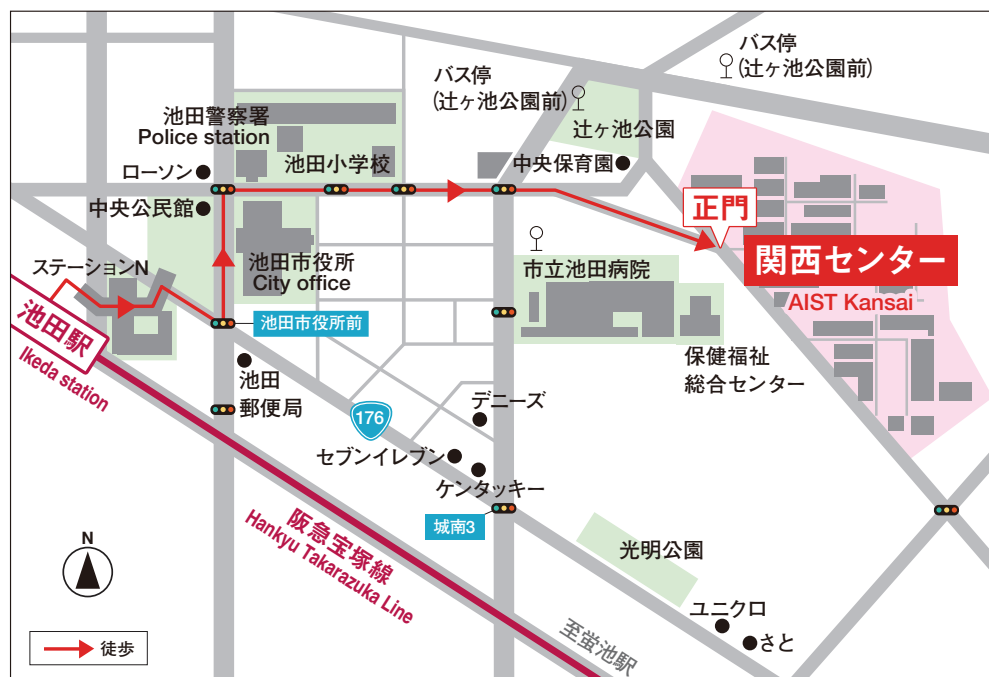 バス停
(辻ヶ池公園前)
バス停
(辻ヶ池公園前)
池田警察署
Police station
辻ヶ池公園
ローソン
池田小学校
中央保育園
中央公民館
正門
ステーションN
池田市役所
City office
市立池田病院
関西センター
AIST Kansai
池田駅
Ikeda station
池田市役所前
池田
郵便局
保健福祉
総合センター
176
デニーズ
セブンイレブン
ケンタッキー
城南3
阪急宝塚線
Hankyu Takarazuka Line
光明公園
N
ユニクロ
さと
至蛍池駅
徒歩